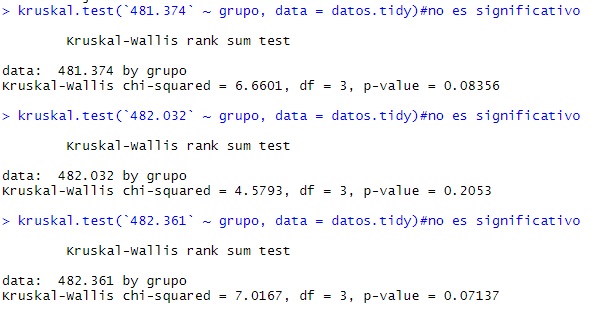 > kruskal.test(`481.374` ~ grupo, data = datos.tidy)#no es significativo
Kruskal-Wallis rank sum test
data:  481.374 by grupo
Kruskal-Wallis chi-squared = 6.6601, df = 3, p-value = 0.08356
> kruskal.test(`482.032` ~ grupo, data = datos.tidy)#no es significativo
Kruskal-Wallis rank sum test
data:  482.032 by grupo
Kruskal-Wallis chi-squared = 4.5793, df = 3, p-value = 0.2053
> kruskal.test(`482.361` ~ grupo, data = datos.tidy)#no es significativo
Kruskal-Wallis rank sum test
data:  482.361 by grupo
Kruskal-Wallis chi-squared = 7.0167, df = 3, p-value = 0.07137